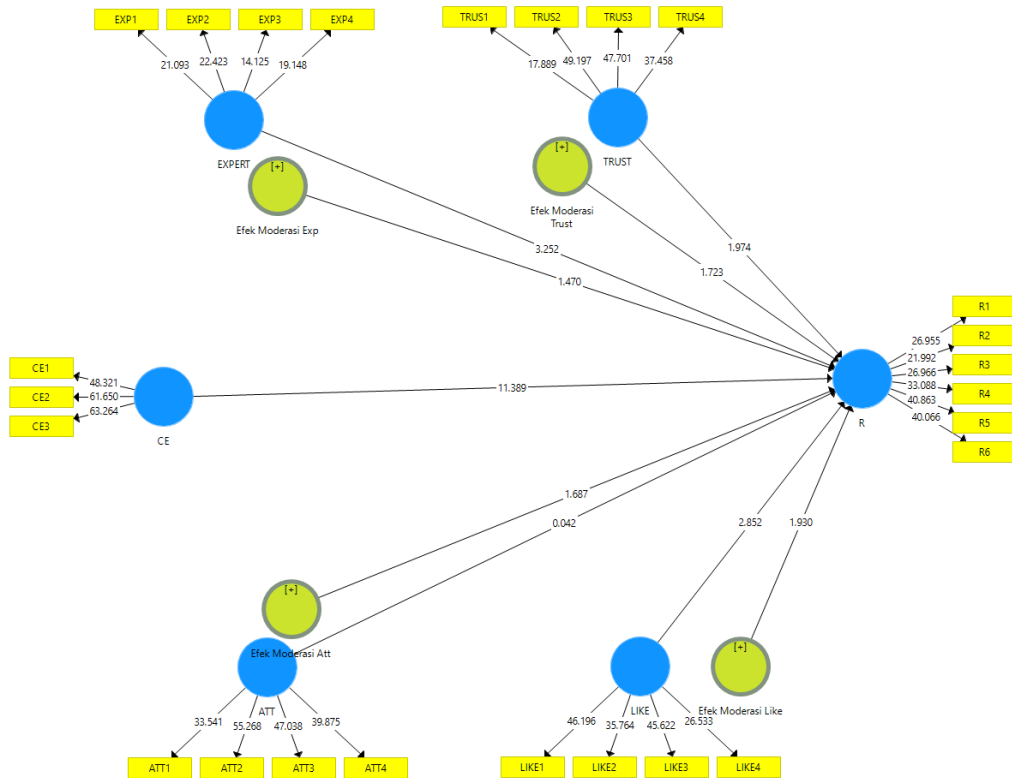 EXP1 EXP2 EXP3 EXP4
TRUS1 TRUS2 TRUS3 TRUS4
21.093 22.423 14.125 19.148
17.889 49.197 47.701 37.458
EXPERT
TRUST
[+]
[+]
Efek Moderasi Exp
Efek Moderasi
Trust
3.252
1.974
1.470
1.723
CE1
CE2
CE3
48.321
61.650
63.264
CE
11.389
R
R1
R2
R3
R4
R5
R6
26.955
21.992
26.966
33.088
40.863
40.066
1.687
0.042
2.852
1.930
[+]
Efek Moderasi Att
ATT
[+]
LIKE
Efek Moderasi Like
33.541 55.268 47.038 39.875
46.196 35.764 45.622 26.533
ATT1 ATT2 ATT3 ATT4
LIKE1 LIKE2 LIKE3 LIKE4